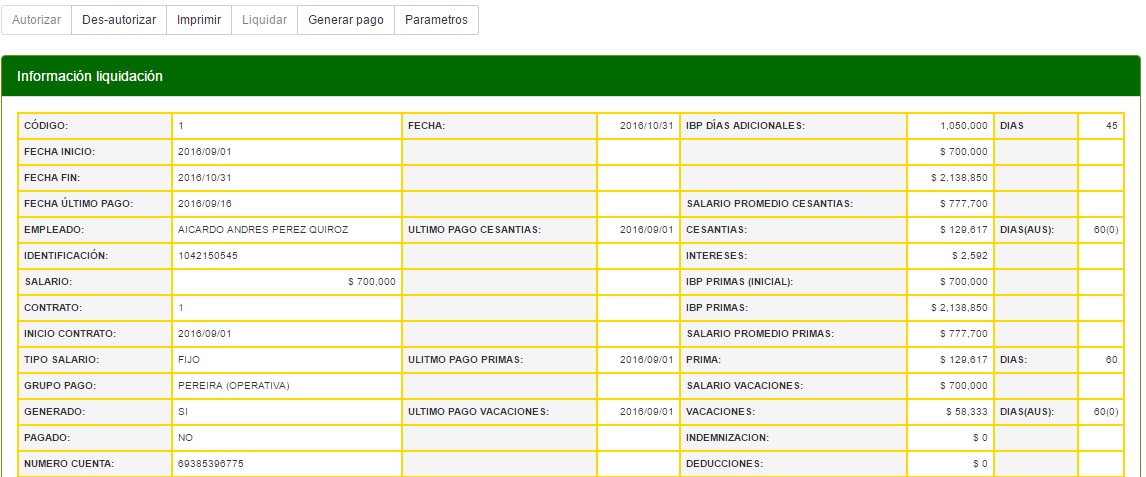 Autorizar Des-autorizar Imprimir Liquidar Generar pago Parametros
Información liquidación
CÓDIGO: 1 FECHA: 2016/10/31 IBP DÍAS ADICIONALES: 1,050,000 DIAS 45
FECHA INICIO: 2016/09/01 $ 700,000
FECHA FIN: 2016/10/31 $ 2,138,850
FECHA ÚLTIMO PAGO: 2016/09/16 SALARIO PROMEDIO CESANTIAS: $ 777,700
EMPLEADO: AICARDO ANDRES PEREZ QUIROZ ULTIMO PAGO CESANTIAS: 2016/09/01 CESANTIAS: $ 129,617 DIAS(AUS): 60(0)
IDENTIFICACIÓN: 1042150545 INTERESES: $ 2,592
SALARIO: $ 700,000 IBP PRIMAS (INICIAL): $ 700,000
CONTRATO: 1 IBP PRIMAS: $ 2,138,850
INICIO CONTRATO: 2016/09/01 SALARIO PROMEDIO PRIMAS: $ 777,700
TIPO SALARIO: FIJO ULITMO PAGO PRIMAS: 2016/09/01 PRIMA: $ 129,617 DIAS: 60
GRUPO PAGO: PEREIRA (OPERATIVA) SALARIO VACACIONES: $ 700,000
GENERADO: SI ULTIMO PAGO VACACIONES: 2016/09/01 VACACIONES: $ 58,333 DIAS(AUS): 60(0)
PAGADO: NO INDEMNIZACION: $ 0
NUMERO CUENTA: 69385396775 DEDUCCIONES: $ 0